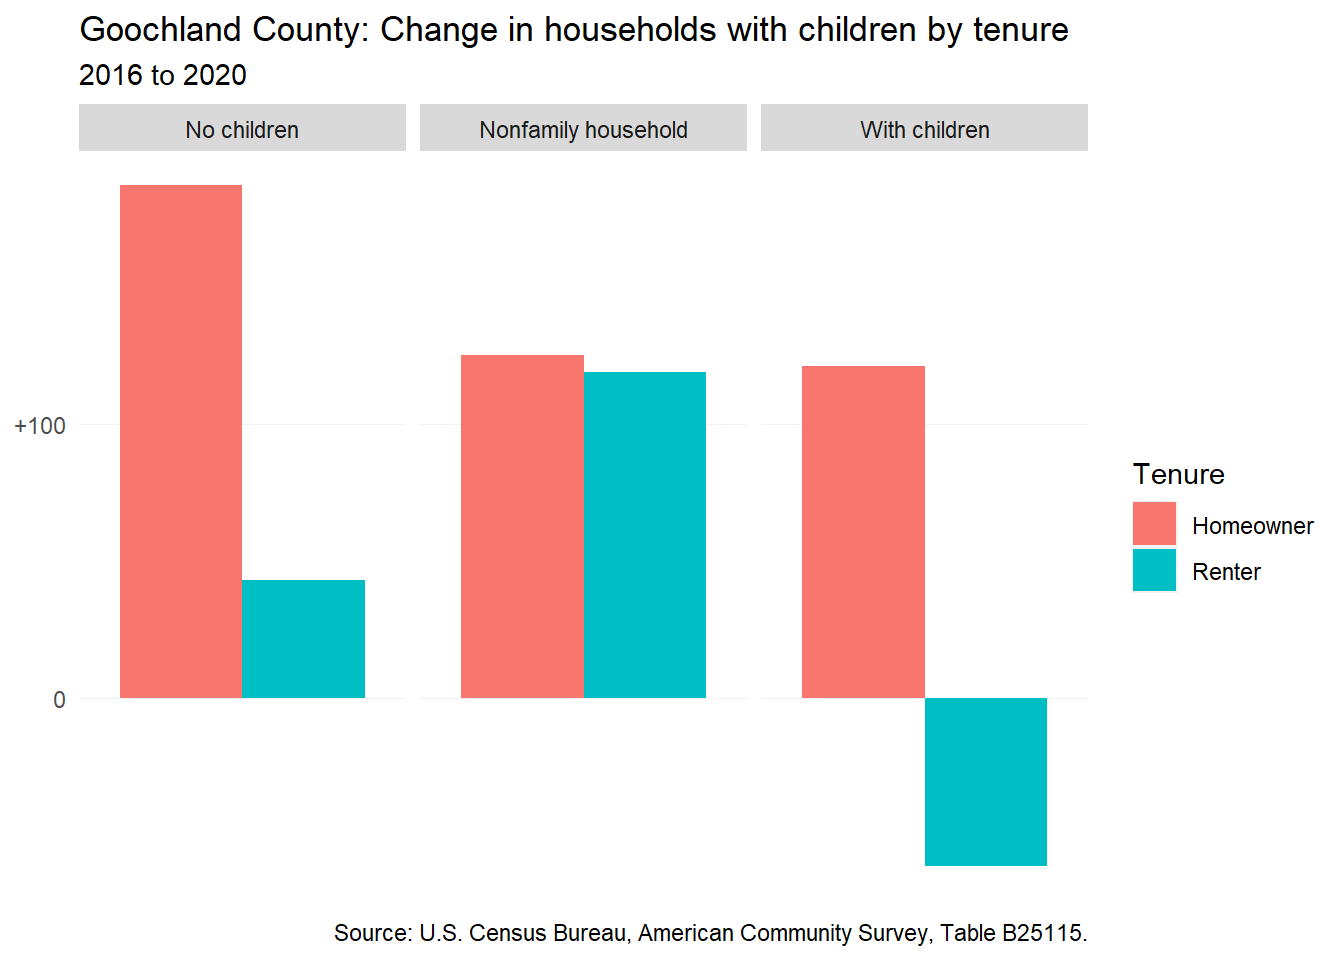 Goochland County: Change in households with children by tenure
2016 to 2020
No children
Nonfamily household
With children
+100
0
Tenure
Homeowner
Renter
Source: U.S. Census Bureau, American Community Survey, Table B25115.